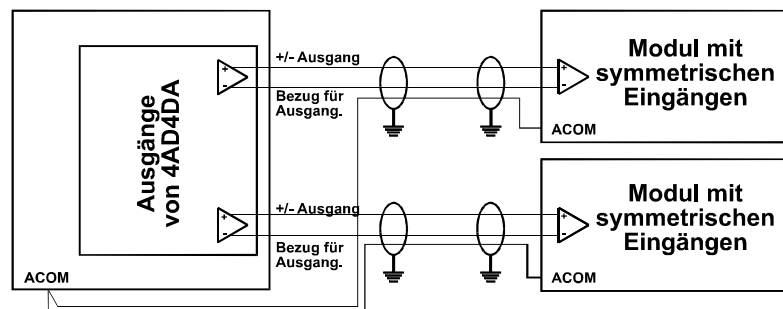 Ausgänge
von 4AD4DA
+
-
+
-
ACOM
+/- Ausgang
Bezug für
Ausgang.
+/- Ausgang
Bezug für
Ausgang.
+
-
Modul mit
symmetrischen
Eingängen
ACOM
+
-
Modul mit
symmetrischen
Eingängen
ACOM